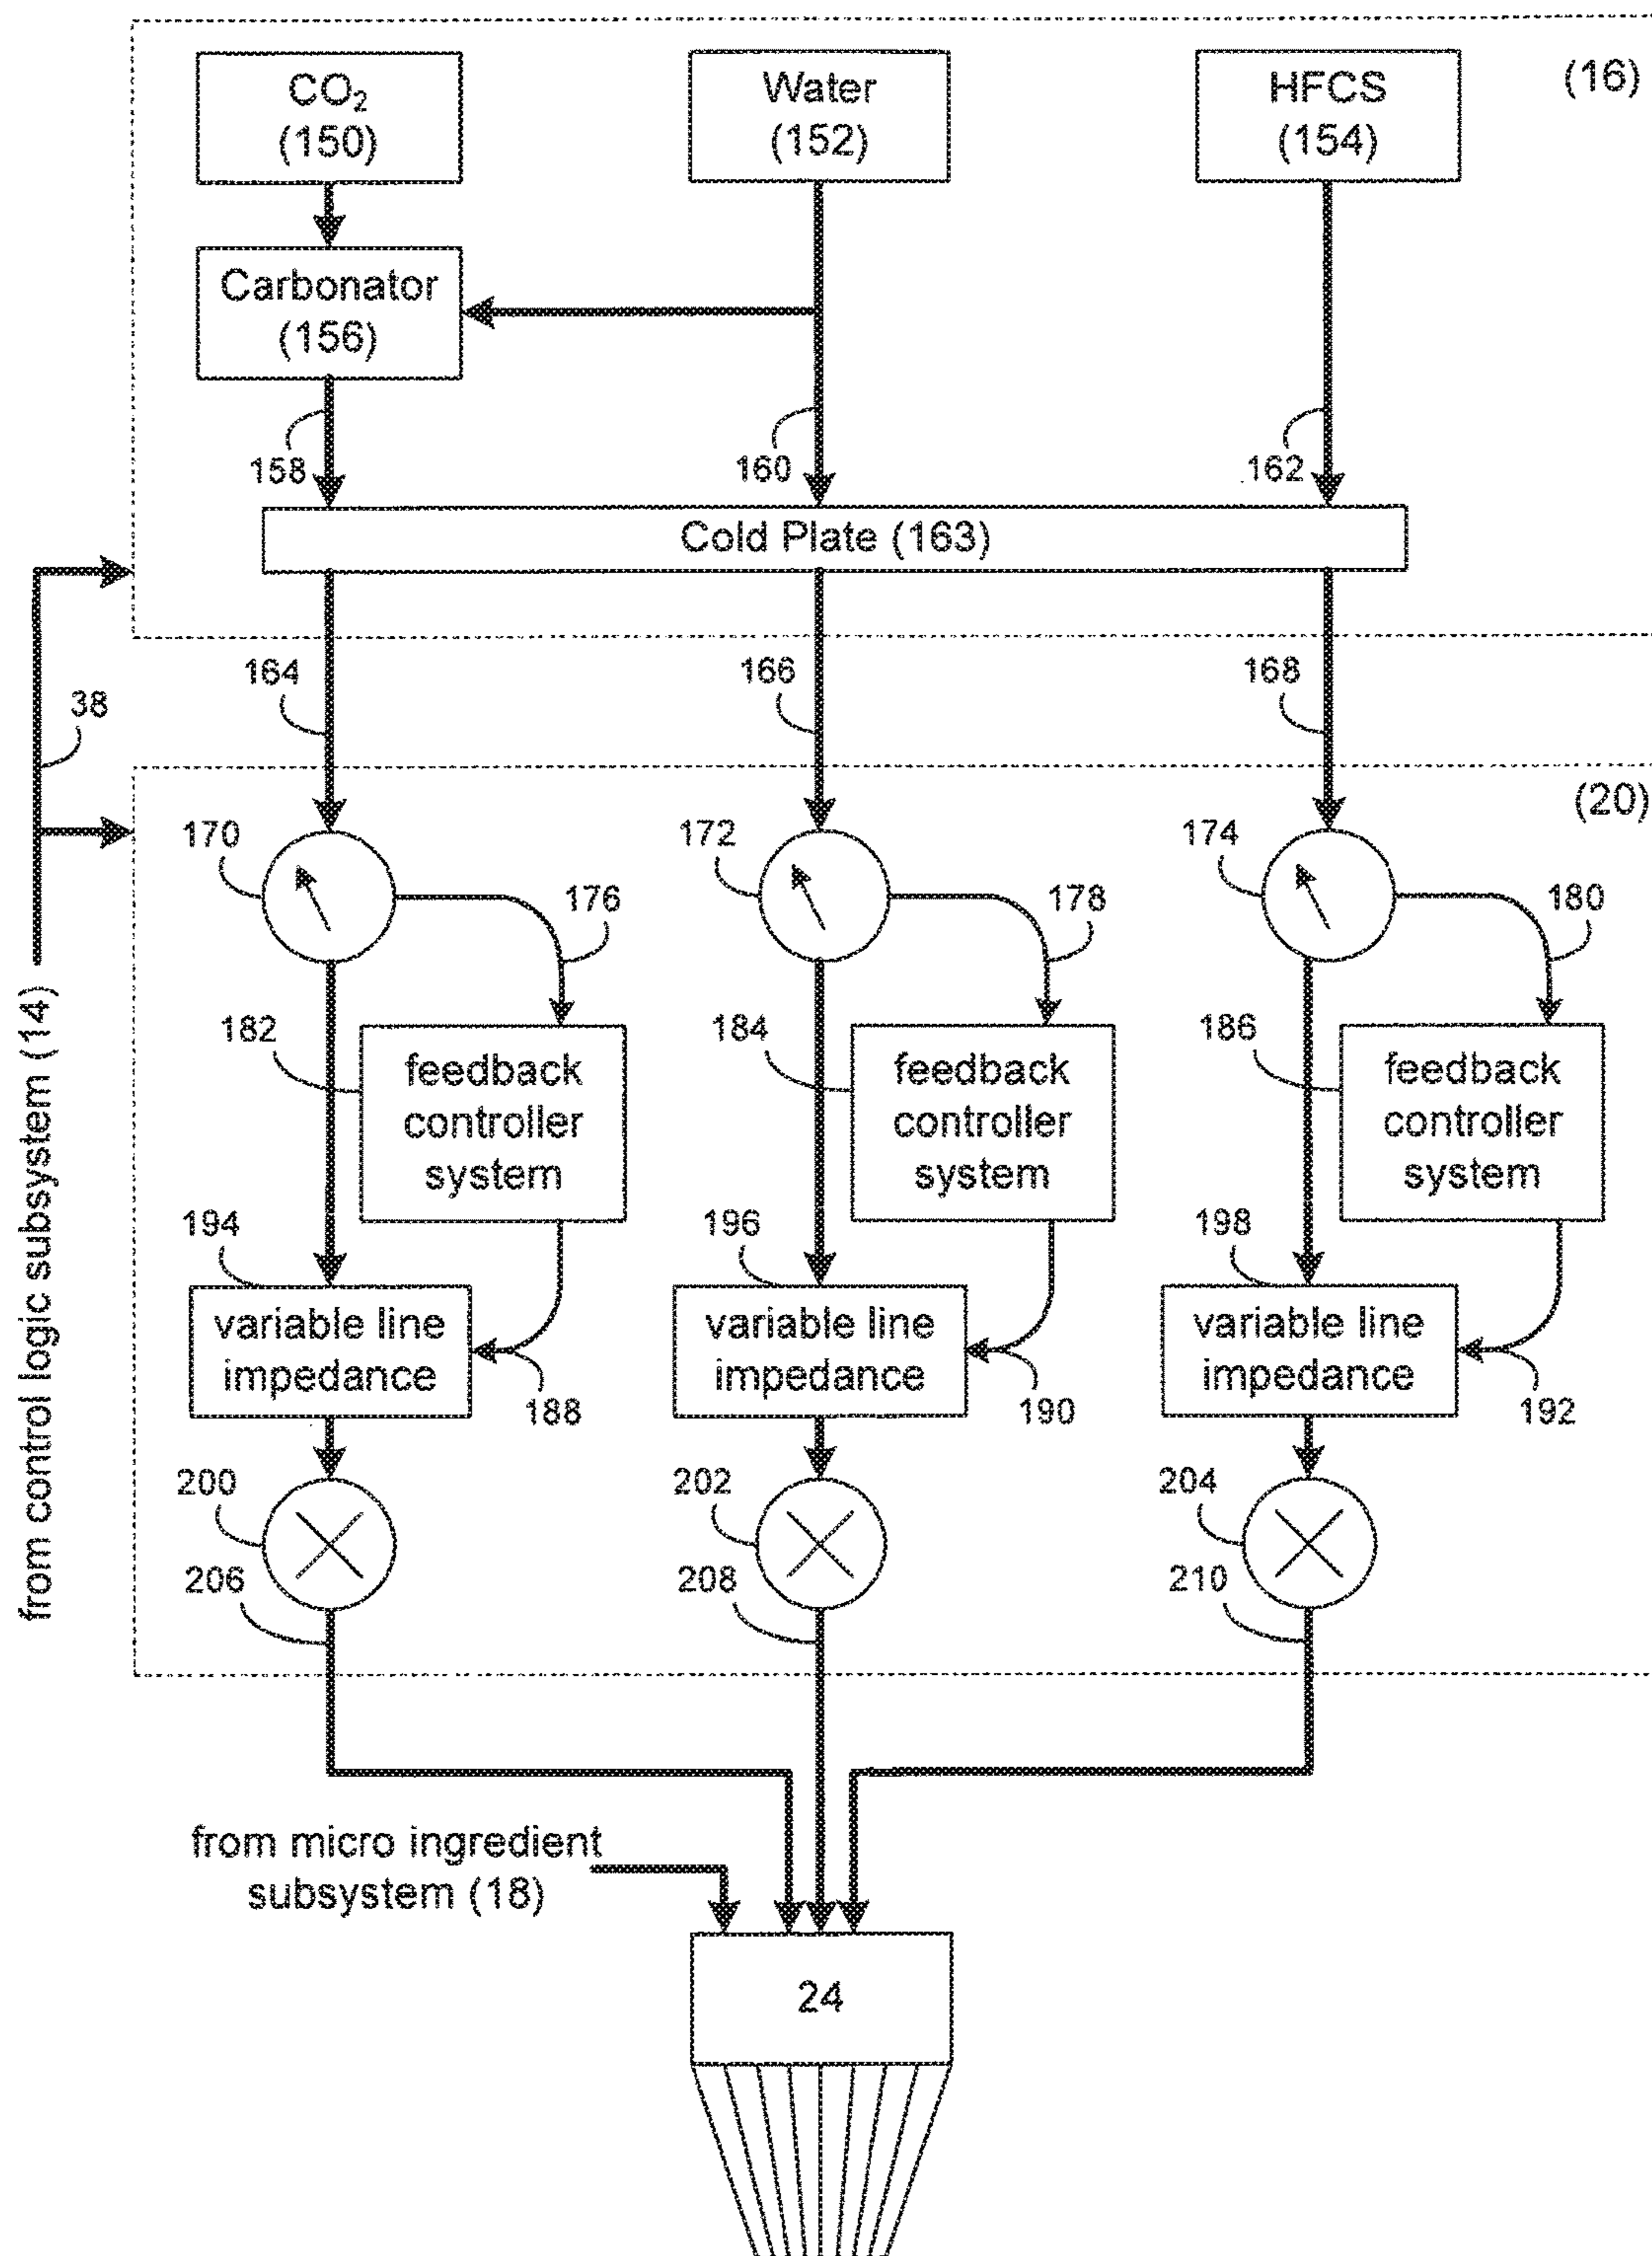 CO₂
(150)
Water
(152)
HFCS
(154)
(16)
Carbonator
(156)
158
160
162
Cold Plate (163)
164
166
168
38
(20)
170
172
174
176
178
180
from control logic subsystem (14)
182
184
186
feedback
controller
system
feedback
controller
system
feedback
controller
system
194
196
198
variable line
impedance
variable line
impedance
variable line
impedance
188
190
192
200
202
204
206
208
210
from micro ingredient
subsystem (18)
24